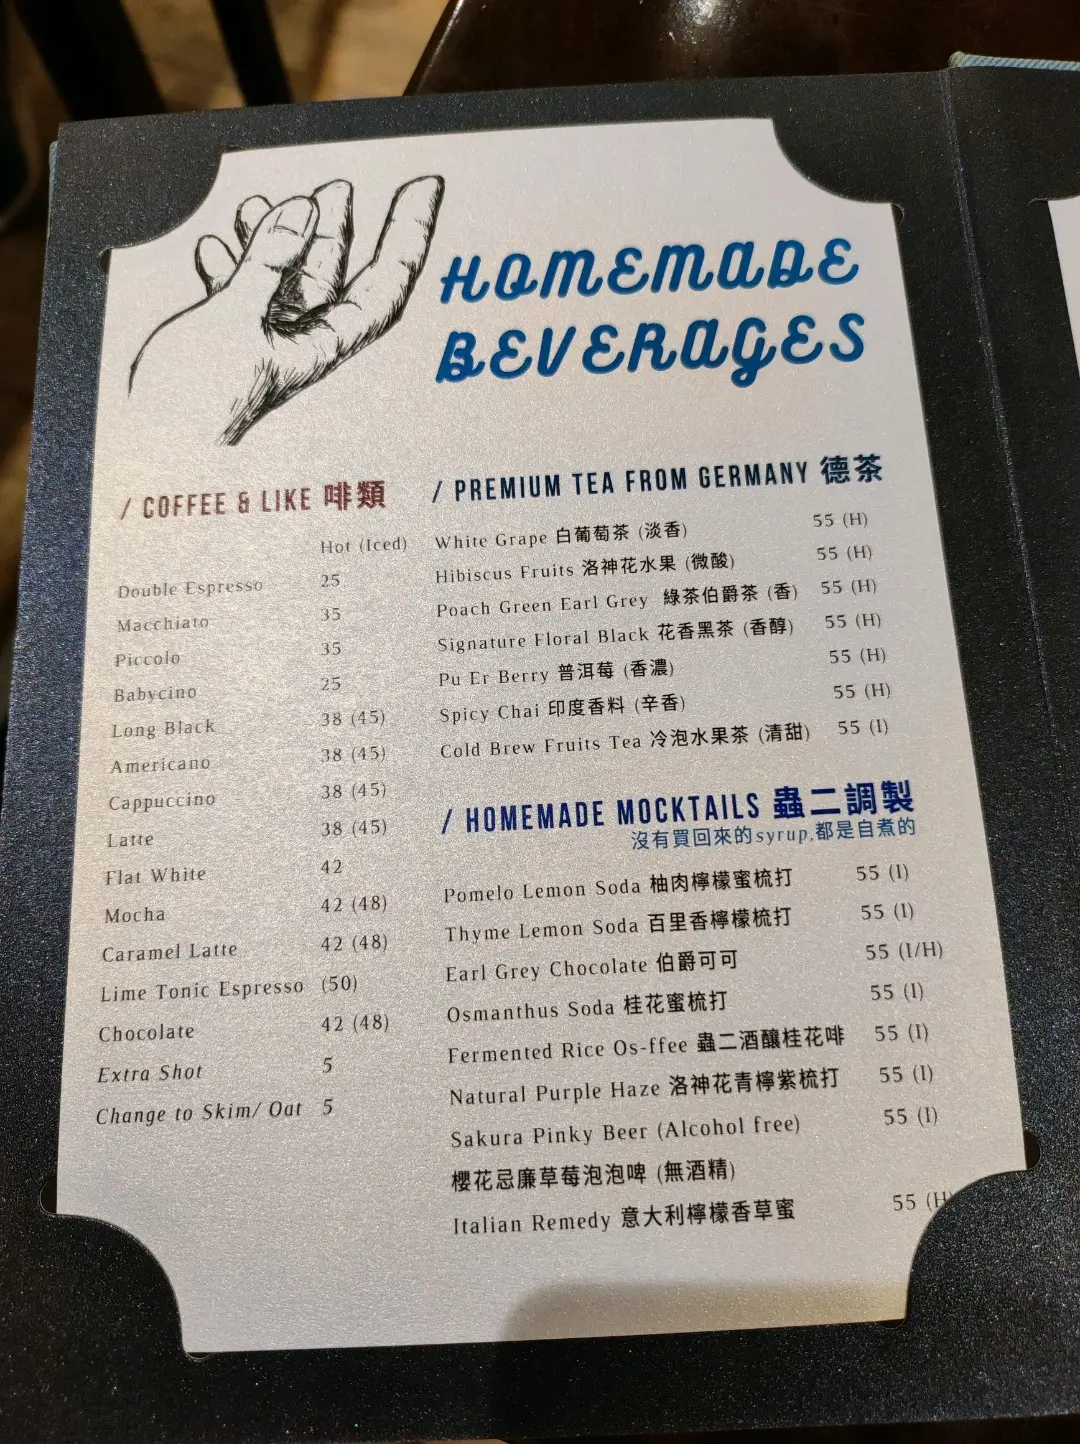 HOMEMADE
BEVERAGES
/ COFFEE & LIKE 啡類
Hot (Iced)
Double Espresso 25
Macchiato 35
Piccolo 35
Babycino 25
Long Black 38 (45)
Americano 38 (45)
Cappuccino 38 (45)
Latte 38 (45)
Flat White 42
Mocha 42 (48)
Caramel Latte 42 (48)
Lime Tonic Espresso (50)
Chocolate 42 (48)
Extra Shot 5
Change to Skim/ Oat 5
/ PREMIUM TEA FROM GERMANY 德茶
White Grape 白葡萄茶 (淡香) 55 (H)
Hibiscus Fruits 洛神花水果 (微酸) 55 (H)
Poach Green Earl Grey 綠茶伯爵茶 (香) 55 (H)
Signature Floral Black 花香黑茶 (香醇) 55 (H)
Pu Er Berry 普洱莓 (香濃) 55 (H)
Spicy Chai 印度香料 (辛香) 55 (H)
Cold Brew Fruits Tea 冷泡水果茶 (清甜) 55 (I)
/ HOMEMADE MOCKTAILS 蟲二調製
沒有買回來的syrup,都是自煮的
Pomelo Lemon Soda 柚肉檸檬蜜梳打 55 (I)
Thyme Lemon Soda 百里香檸檬梳打 55 (I)
Earl Grey Chocolate 伯爵可可 55 (I/H)
Osmanthus Soda 桂花蜜梳打 55 (I)
Fermented Rice Os-ffee 蟲二酒釀桂花啡 55 (I)
Natural Purple Haze 洛神花青檸紫梳打 55 (I)
Sakura Pinky Beer (Alcohol free) 55 (I)
櫻花忌廉草莓泡泡啤 (無酒精)
Italian Remedy 意大利檸檬香草蜜 55 (H